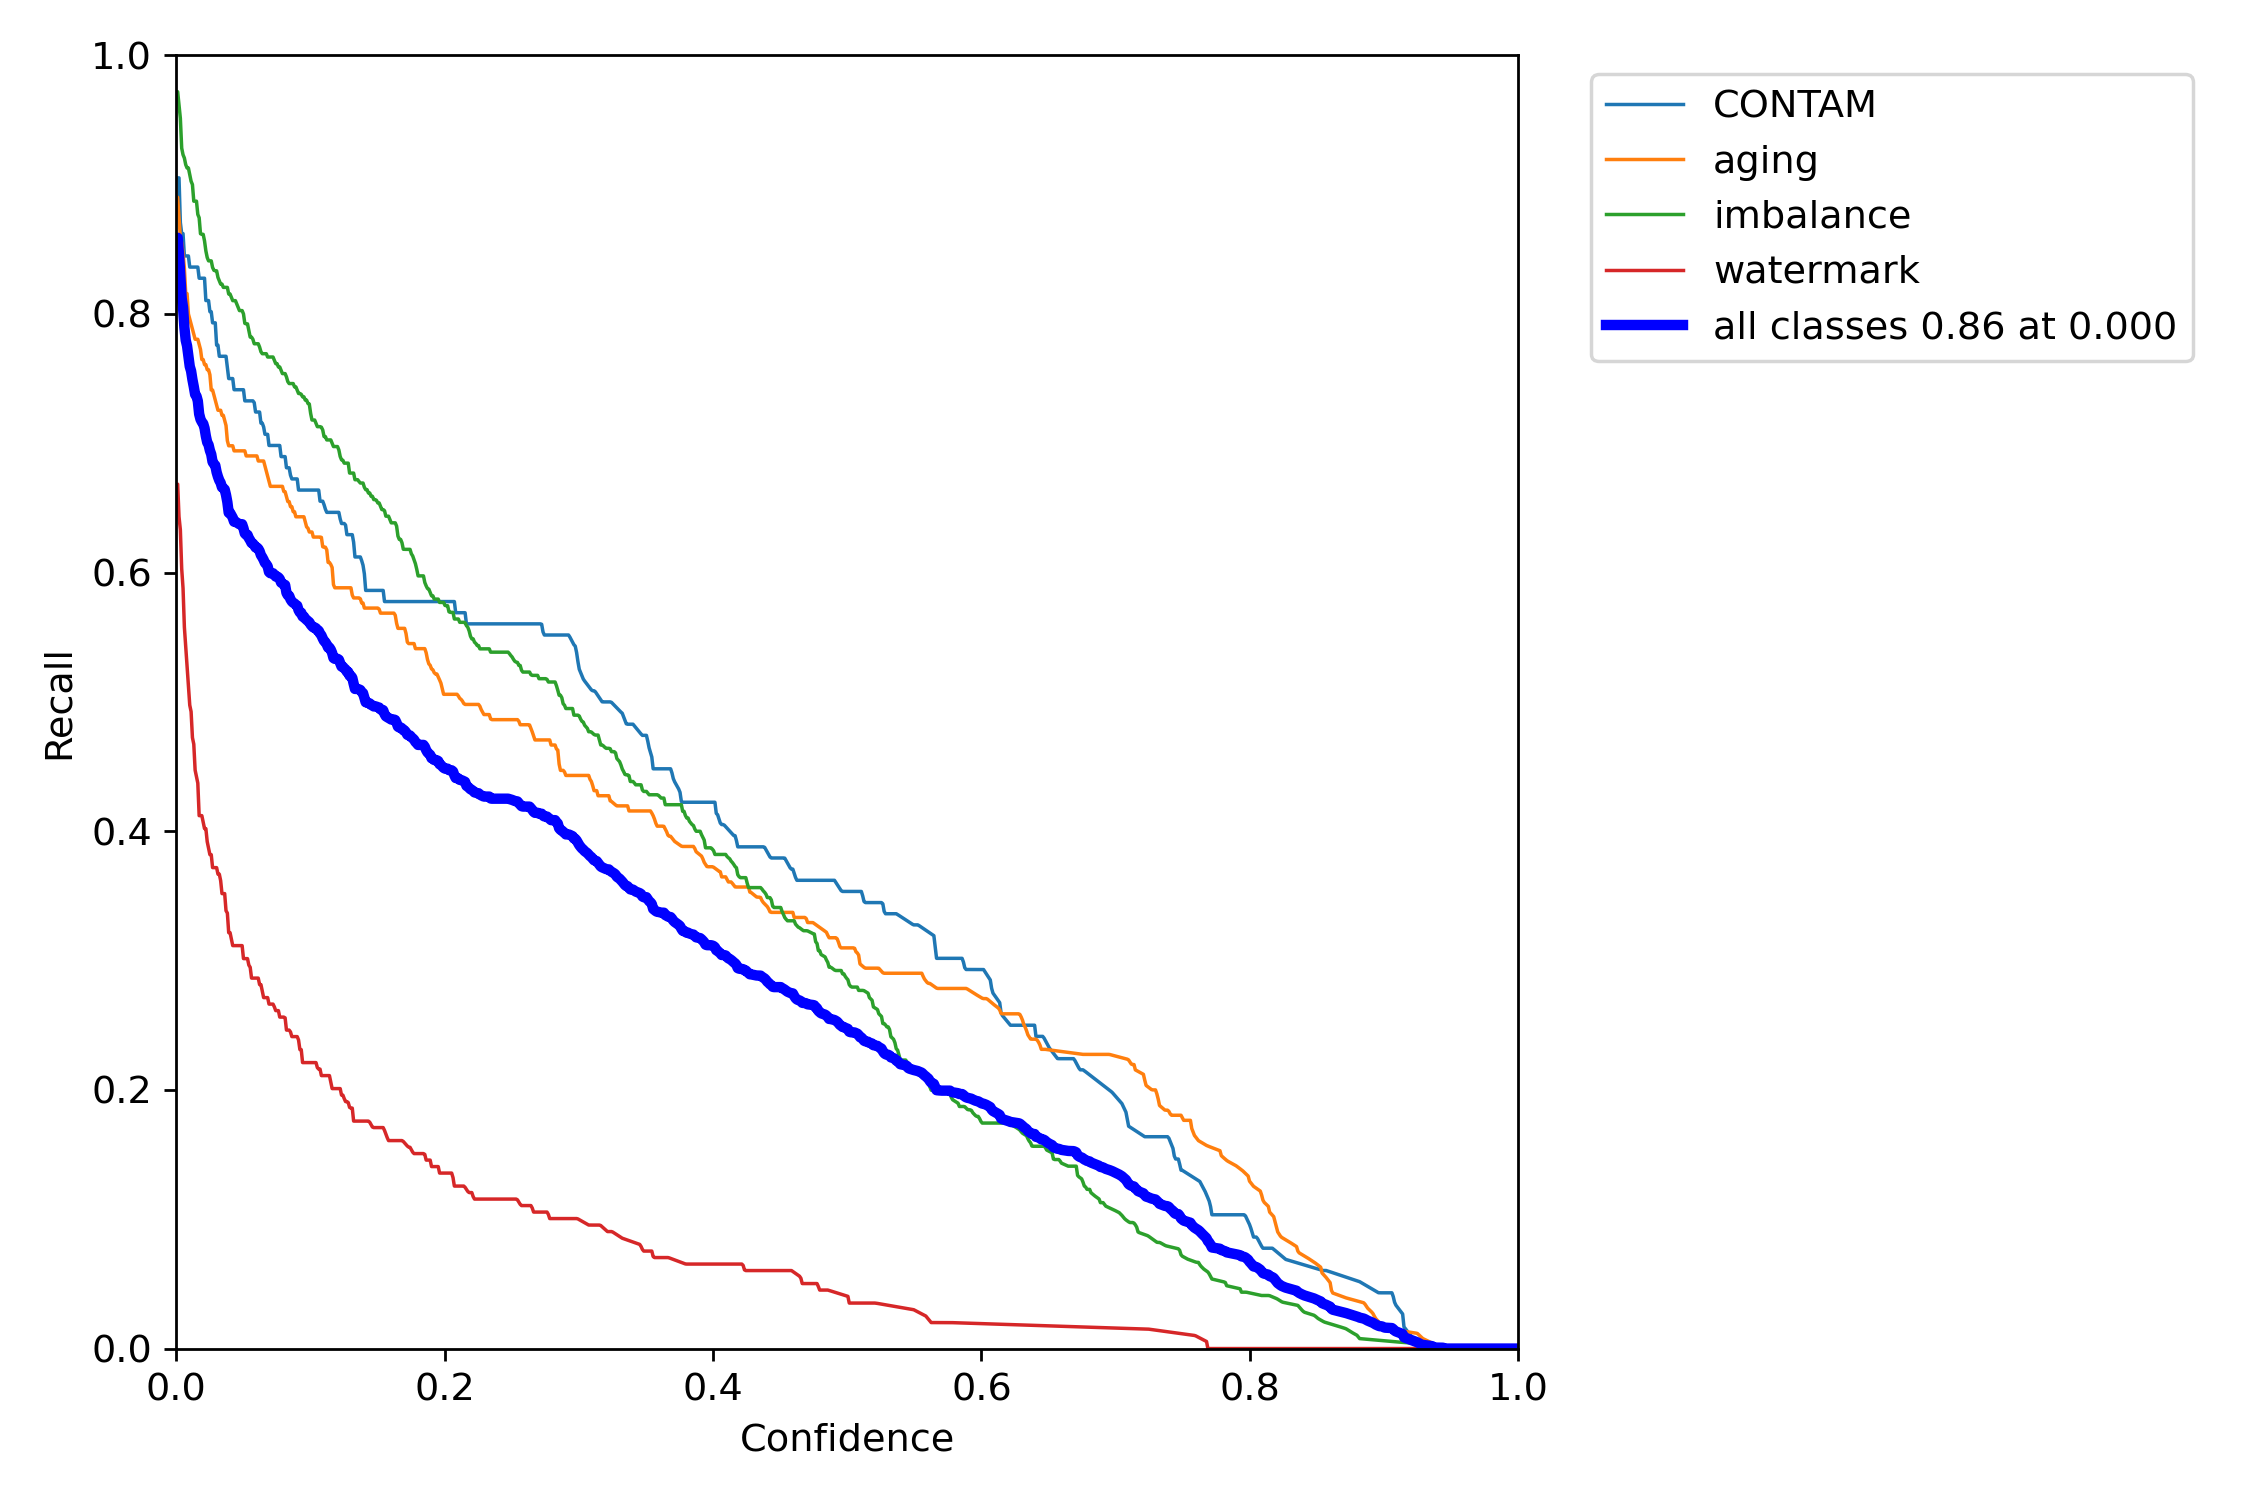 1.0
0.8
0.6
0.4
0.2
0.0
Recall
0.0 0.2 0.4 0.6 0.8 1.0
Confidence
CONTAM
aging
imbalance
watermark
all classes 0.86 at 0.000